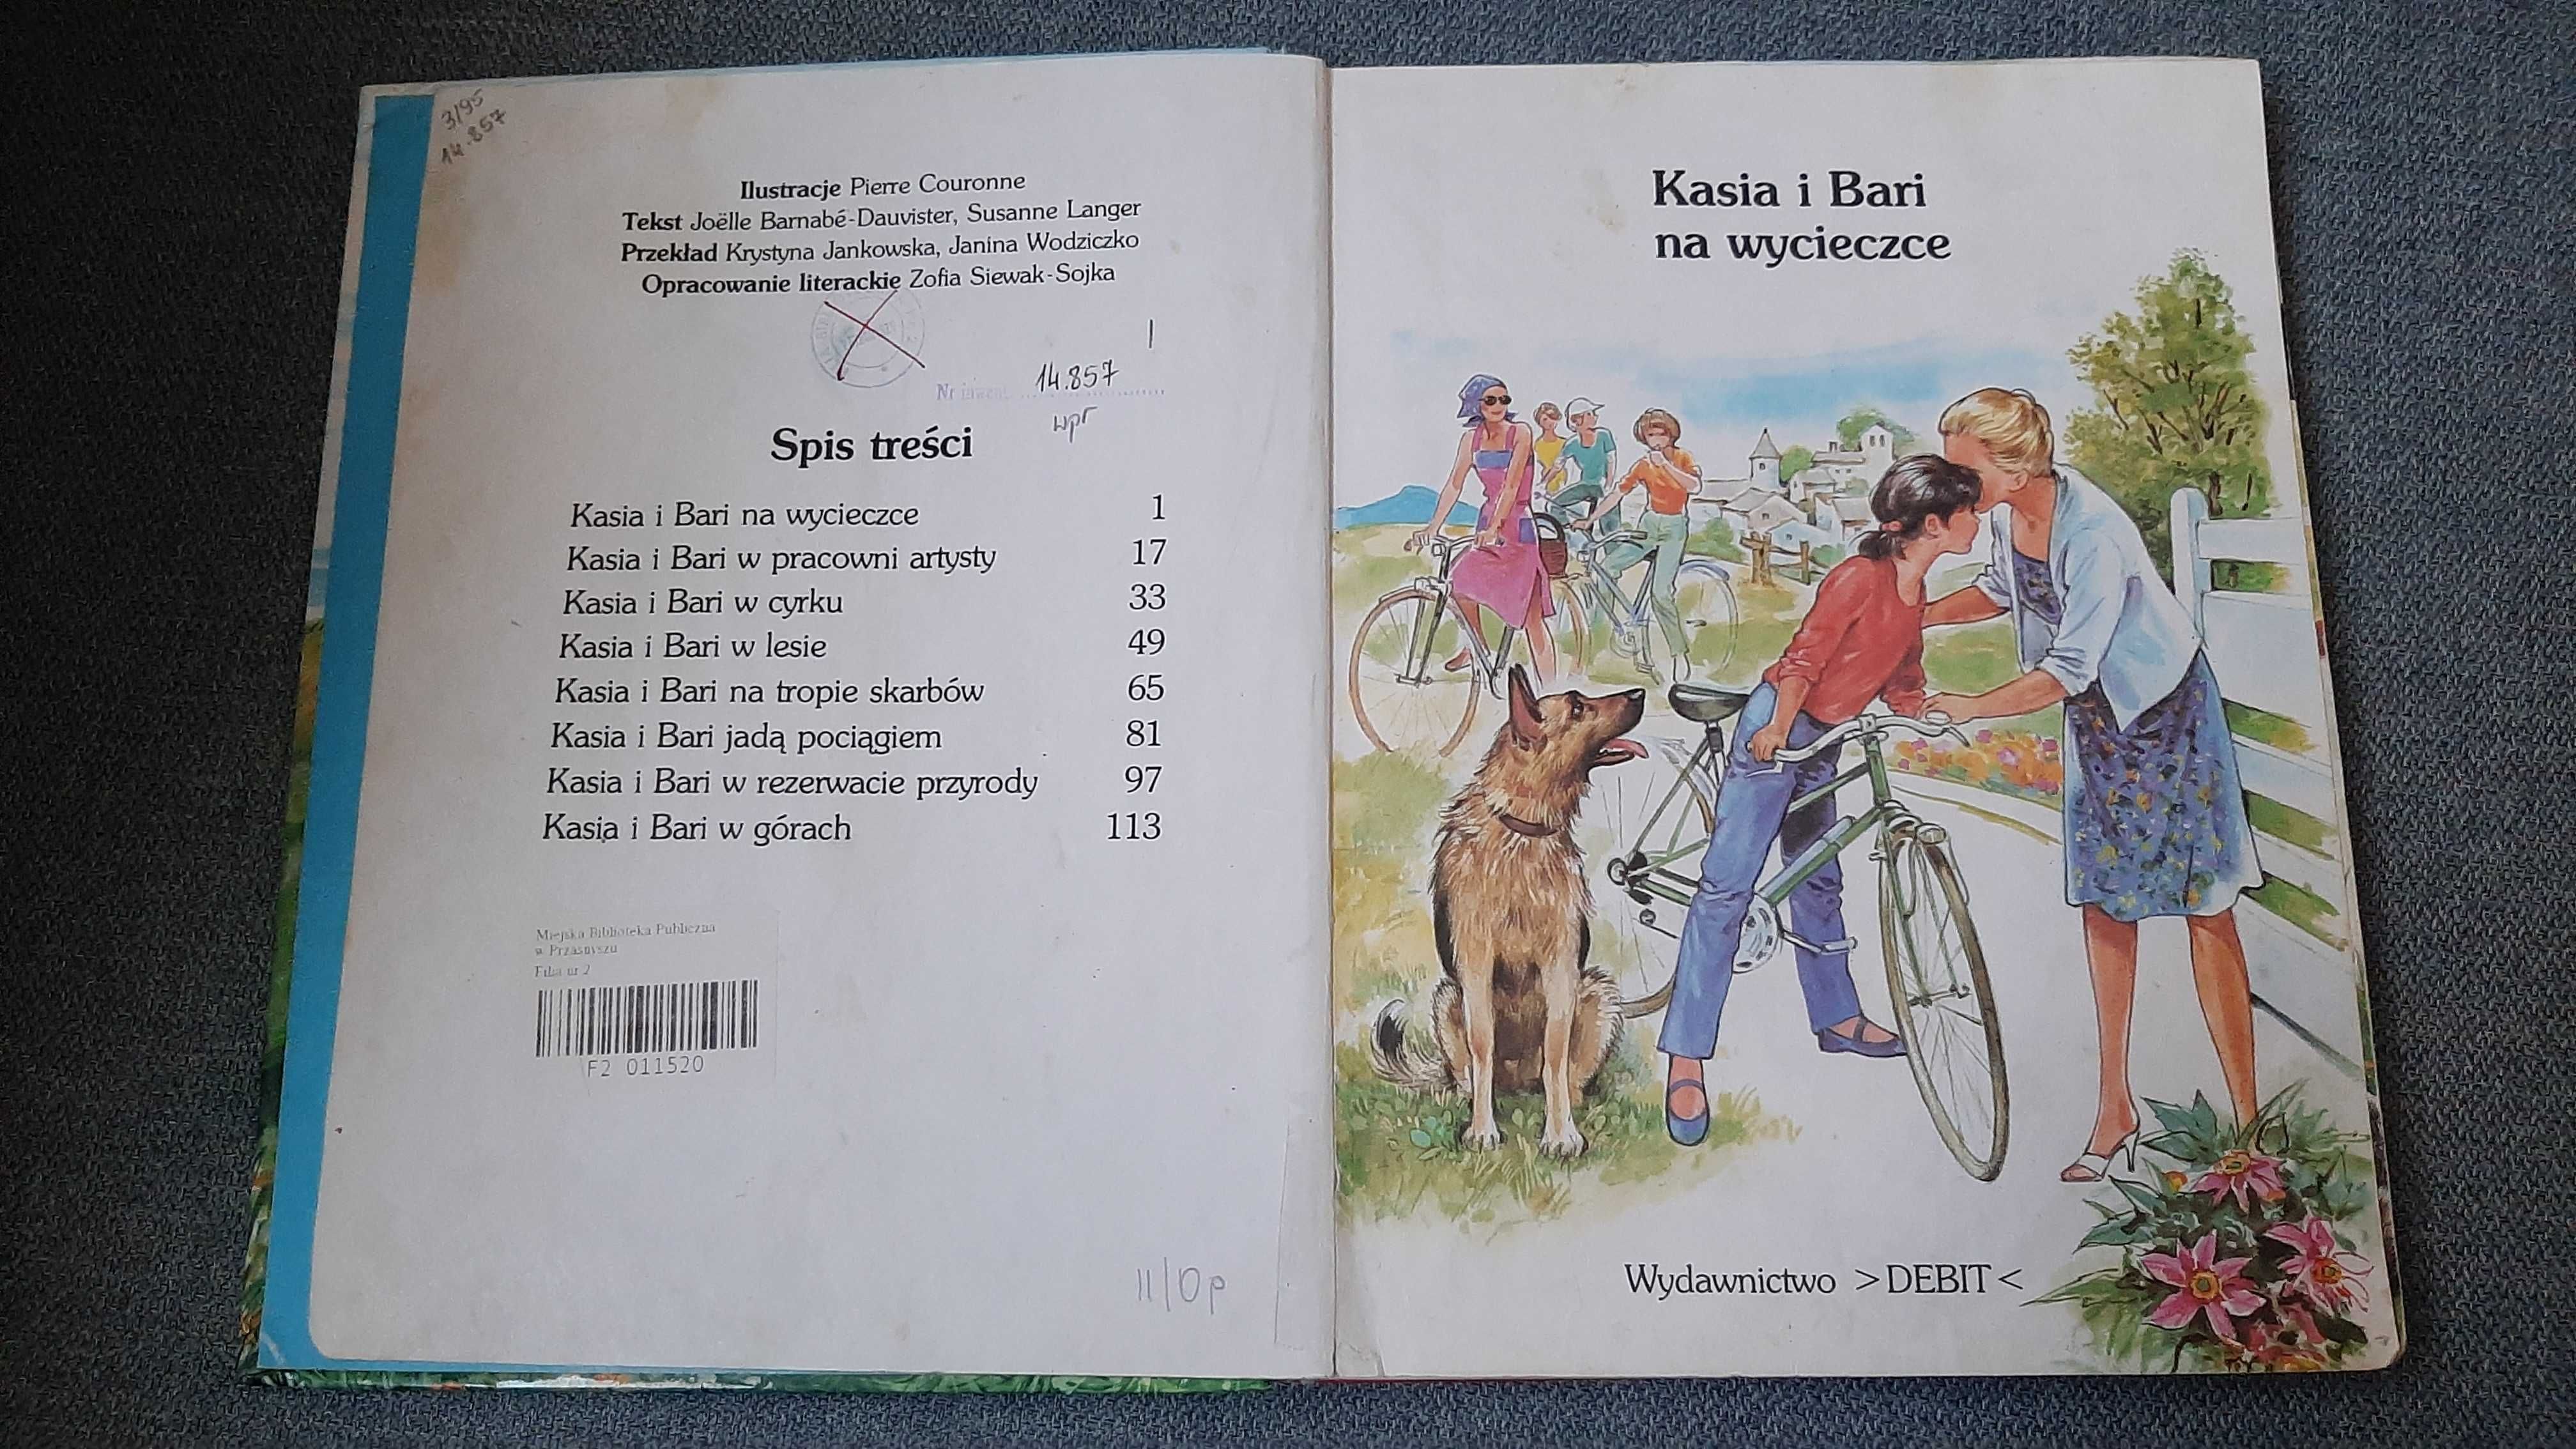 3/95
14.857
Ilustracje Pierre Couronne
Tekst Joëlle Barnabé-Dauvister, Susanne Langer
Przekład Krystyna Jankowska, Janina Wodziczko
Opracowanie literackie Zofia Siewak-Sojka
Nr 14.857
wpr
Spis treści
Kasia i Bari na wycieczce 1
Kasia i Bari w pracowni artysty 17
Kasia i Bari w cyrku 33
Kasia i Bari w lesie 49
Kasia i Bari na tropie skarbów 65
Kasia i Bari jadą pociągiem 81
Kasia i Bari w rezerwacie przyrody 97
Kasia i Bari w górach 113
Miejska Biblioteka Publiczna
w Przasnyszu
Filia nr 2
F2 011520
II/Op
Kasia i Bari
na wycieczce
Wydawnictwo >DEBIT<